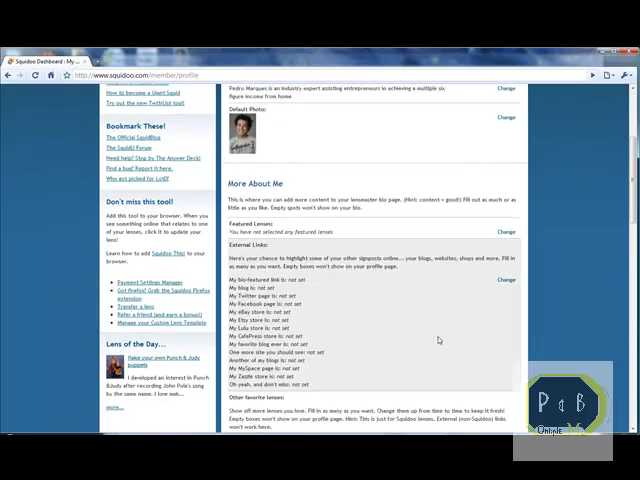 Squidoo Dashboard : My ...
http://www.squidoo.com/member/profile
How to become a Giant Squid
Try out the new TwttrList tool!
Bookmark These!
The Official SquidBlog
The SquidU Forum
Need help? Stop by The Answer Deck!
Find a bug! Report it here.
Who got picked for LotD?
Don't miss this tool!
Add this tool to your browser. When you
see something online that relates to one
of your lenses, click it to update your
lens!
Learn how to add Squidoo This! to your
browser.
Payment Settings Manager
Got firefox? Grab the Squidoo Firefox
extension
Transfer a lens
Refer a friend (and earn a bonus!)
Manage your Custom Lens Template
Lens of the Day...
Make your own Punch & Judy
puppets
I developed an interest in Punch
&Judy after recording John Pole's song
by the same name. I love mak...
more...
Pedro Marques is an industry expert assisting entrepreneurs in achieving a multiple six
figure income from home
Change
Default Photo:
Change
More About Me
This is where you can add more content to your lensmaster bio page. (Hint: content = good!) Fill out as much or as
little as you like. Empty spots won't show on your bio.
Featured Lenses:
You have not selected any featured lenses
Change
External Links:
Here's your chance to highlight some of your other signposts online... your blogs, websites, shops and more. Fill in
as many as you want. Empty boxes won't show on your profile page.
My bio-featured link is: not set
Change
My blog is: not set
My Twitter page is: not set
My Facebook page is: not set
My eBay store is: not set
My Etsy store is: not set
My Lulu store is: not set
My CafePress store is: not set
My favorite blog ever is: not set
One more site you should see: not set
Another of my blogs is: not set
My MySpace page is: not set
My Zazzle store is: not set
Oh yeah, and don't miss: not set
Other favorite lenses:
Show off more lenses you love. Fill in as many as you want. Change them up from time to time to keep it fresh!
Empty boxes won't show on your profile page. Hint: This is just for Squidoo lenses. External (non-Squidoo) links
won't work here.
P a B
Online